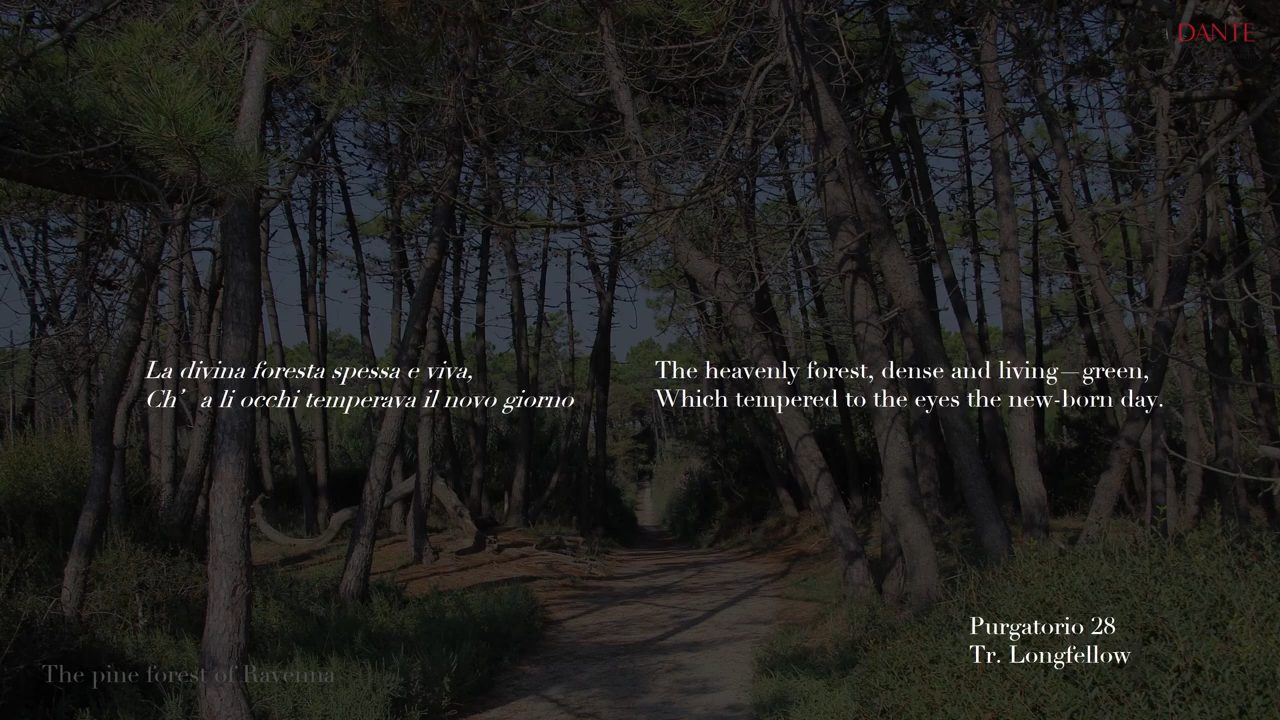 DANTE
La divina foresta spessa e viva,
Ch’ a li occhi temperava il novo giorno
The heavenly forest, dense and living—green,
Which tempered to the eyes the new-born day.
Purgatorio 28
Tr. Longfellow
The pine forest of Ravenna